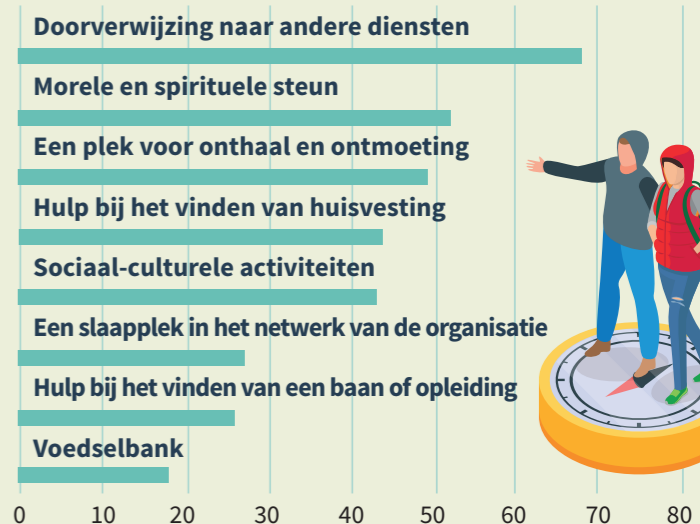 Doorverwijzing naar andere diensten
Morele en spirituele steun
Een plek voor onthaal en ontmoeting
Hulp bij het vinden van huisvesting
Sociaal-culturele activiteiten
Een slaapplek in het netwerk van de organisatie
Hulp bij het vinden van een baan of opleiding
Voedselbank
0 10 20 30 40 50 60 70 80